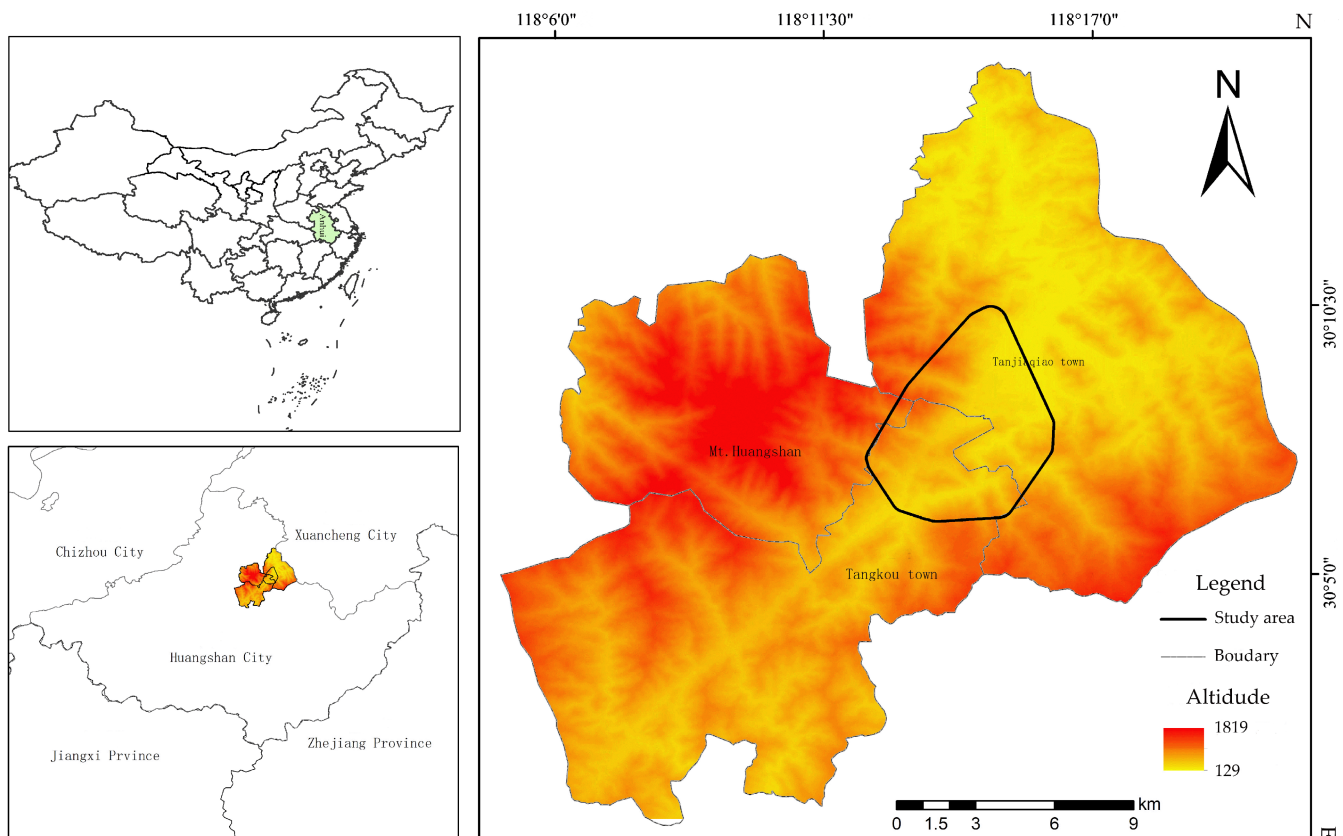 118°6'0"
118°11'30"
118°17'0"
N
N
Anhui
30°10'30"
Tanjiaqiao town
Mt.Huangshan
Xuancheng City
Chizhou City
Tangkou town
30°5'0"
Legend
Study area
Huangshan City
Boudary
Altidude
1819
129
Zhejiang Province
Jiangxi Prvince
km
0 1.5 3 6 9